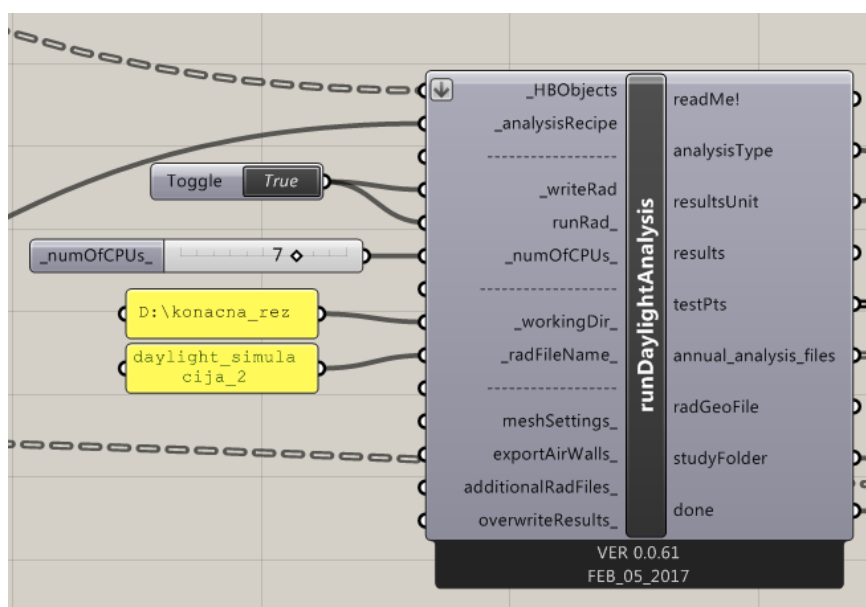 _HBObjects
_analysisRecipe
--------------------
_writeRad
runRad_
_numOfCPUs_
--------------------
_workingDir_
_radFileName_
--------------------
meshSettings_
exportAirWalls_
additionalRadFiles_
overwriteResults_
runDaylightAnalysis
readMe!
analysisType
resultsUnit
results
testPts
annual_analysis_files
radGeoFile
studyFolder
done
Toggle True
_numOfCPUs_ 7
D:\konacna_rez
daylight_simula
cija_2
VER 0.0.61
FEB_05_2017